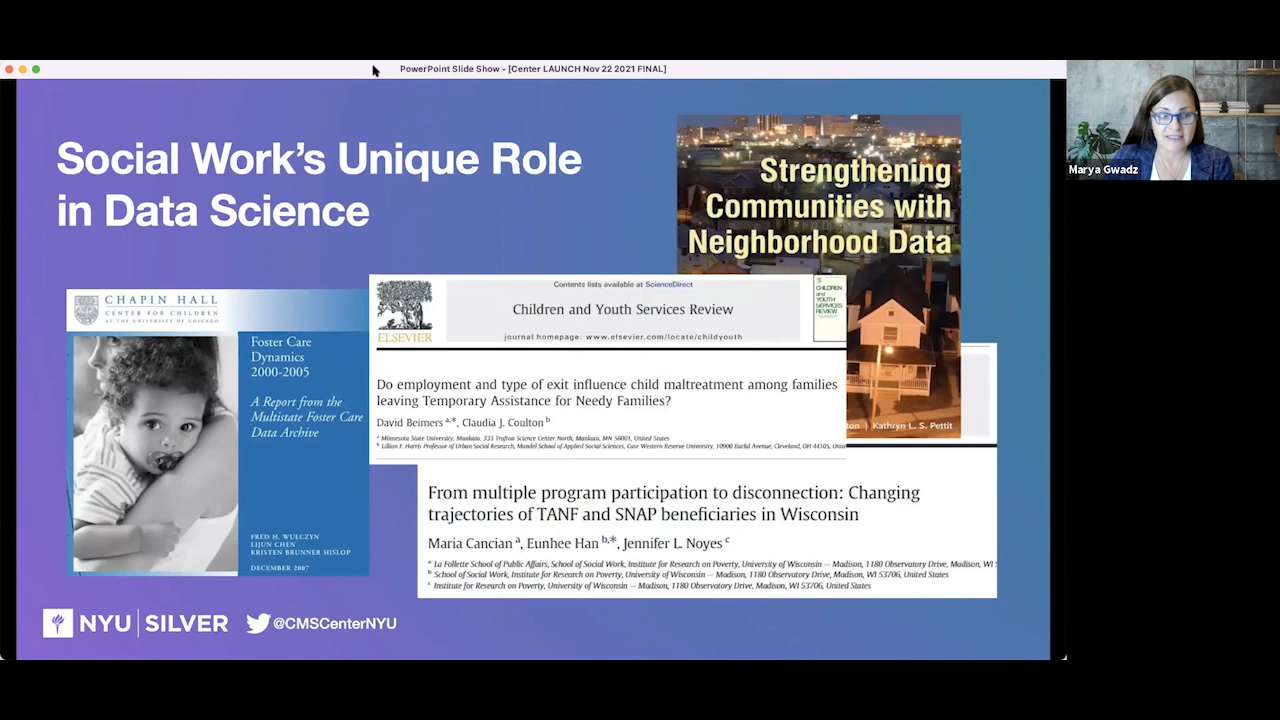 PowerPoint Slide Show - [Center LAUNCH Nov 22 2021 FINAL]
Marya Gwadz
Social Work's Unique Role
in Data Science
Strengthening
Communities with
Neighborhood Data
Kathryn L. S. Pettit
CHAPIN HALL
CENTER FOR CHILDREN
AT THE UNIVERSITY OF CHICAGO
Foster Care
Dynamics
2000-2005
A Report from the
Multistate Foster Care
Data Archive
FRED H. WULCZYN
LIJUN CHEN
KRISTEN BRUNNER HISLOP
DECEMBER 2007
ELSEVIER
Contents lists available at ScienceDirect
Children and Youth Services Review
journal homepage: www.elsevier.com/locate/childyouth
CHILDREN
and
YOUTH
SERVICES
REVIEW
Do employment and type of exit influence child maltreatment among families
leaving Temporary Assistance for Needy Families?
David Beimers a,*, Claudia J. Coulton b
a Minnesota State University, Mankato, 333 Trafton Science Center North, Mankato, MN 56001, United States
b Lillian F. Harris Professor of Urban Social Research, Mandel School of Applied Social Sciences, Case Western Reserve University, 10900 Euclid Avenue, Cleveland, OH 44105,
From multiple program participation to disconnection: Changing
trajectories of TANF and SNAP beneficiaries in Wisconsin
Maria Cancian a, Eunhee Han b,*, Jennifer L. Noyes c
a La Follette School of Public Affairs, School of Social Work, Institute for Research on Poverty, University of Wisconsin — Madison, 1180 Observatory Drive, Madison, WI
b School of Social Work, Institute for Research on Poverty, University of Wisconsin — Madison, 1180 Observatory Drive, Madison, WI 53706, United States
c Institute for Research on Poverty, University of Wisconsin — Madison, 1180 Observatory Drive, Madison, WI 53706, United States
NYU SILVER
@CMSCenterNYU